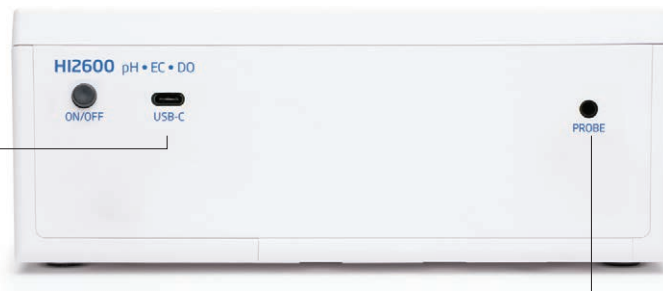 HI2600 pH • EC • DO
ON/OFF
USB-C
PROBE